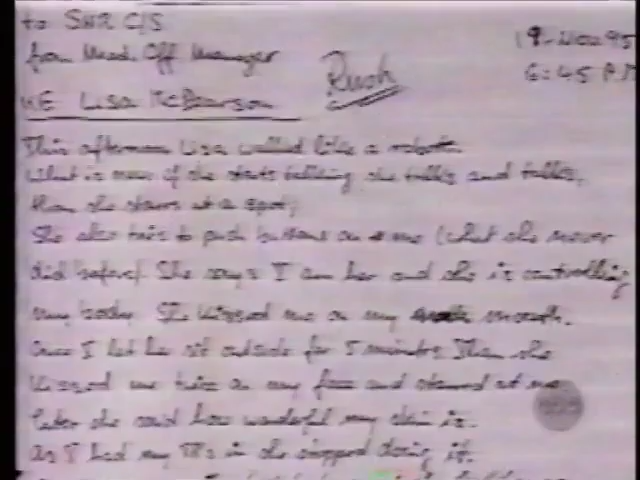 to SNR C/S
from Med. Off Manager
19-Nov 95
6:45 P.M
Rush
RE Lisa McPherson
This afternoon Lisa walked like a robot.
What is new if she starts talking she talks and talks,
then she stares at a spot,
She also tries to push buttons on me (what she never
did before) She says I am her and she is controlling
my body. She kissed me on my mouth.
Once I let her sit outside for 5 minutes. Then she
kissed me twice on my face and stared at me
later she said how wonderful my skin is.
As I had my TRs in she stopped doing it.